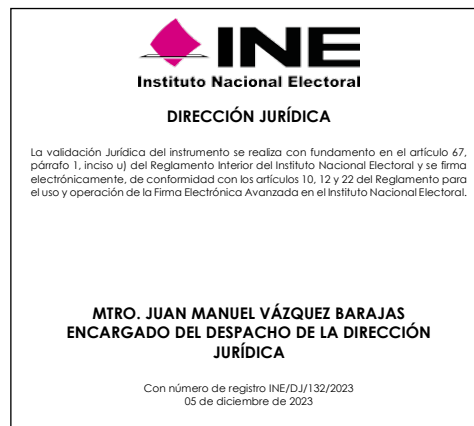 INE
Instituto Nacional Electoral
DIRECCIÓN JURÍDICA
La validación Jurídica del instrumento se realiza con fundamento en el artículo 67,
párrafo 1, inciso u) del Reglamento Interior del Instituto Nacional Electoral y se firma
electrónicamente, de conformidad con los artículos 10, 12 y 22 del Reglamento para
el uso y operación de la Firma Electrónica Avanzada en el Instituto Nacional Electoral.
MTRO. JUAN MANUEL VÁZQUEZ BARAJAS
ENCARGADO DEL DESPACHO DE LA DIRECCIÓN
JURÍDICA
Con número de registro INE/DJ/132/2023
05 de diciembre de 2023